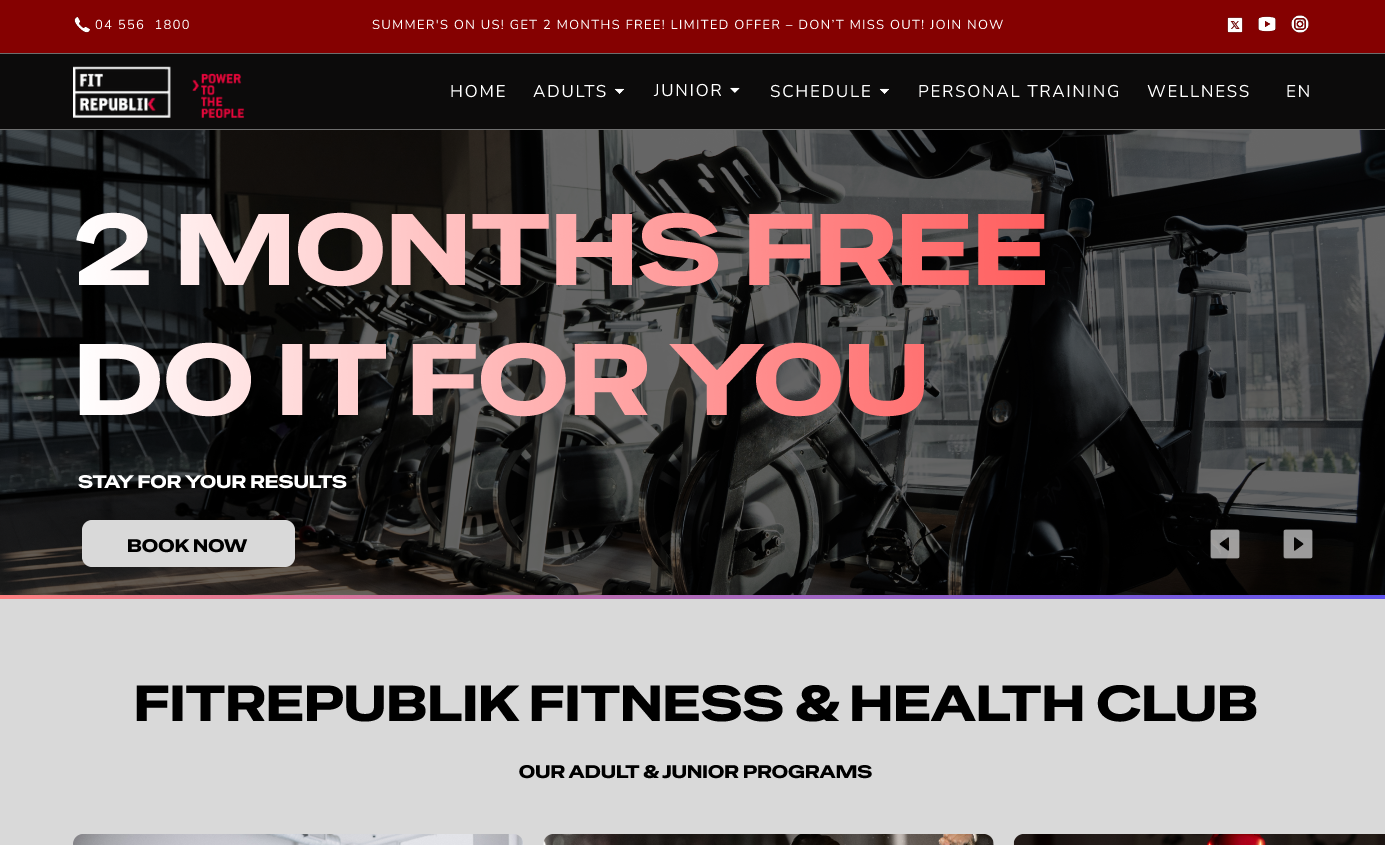 04 556 1800
SUMMER'S ON US! GET 2 MONTHS FREE! LIMITED OFFER – DON'T MISS OUT! JOIN NOW
FIT
REPUBLIK
POWER
TO
THE
PEOPLE
HOME ADULTS JUNIOR SCHEDULE PERSONAL TRAINING WELLNESS EN
2 MONTHS FREE
DO IT FOR YOU
STAY FOR YOUR RESULTS
BOOK NOW
FITREPUBLIK FITNESS & HEALTH CLUB
OUR ADULT & JUNIOR PROGRAMS